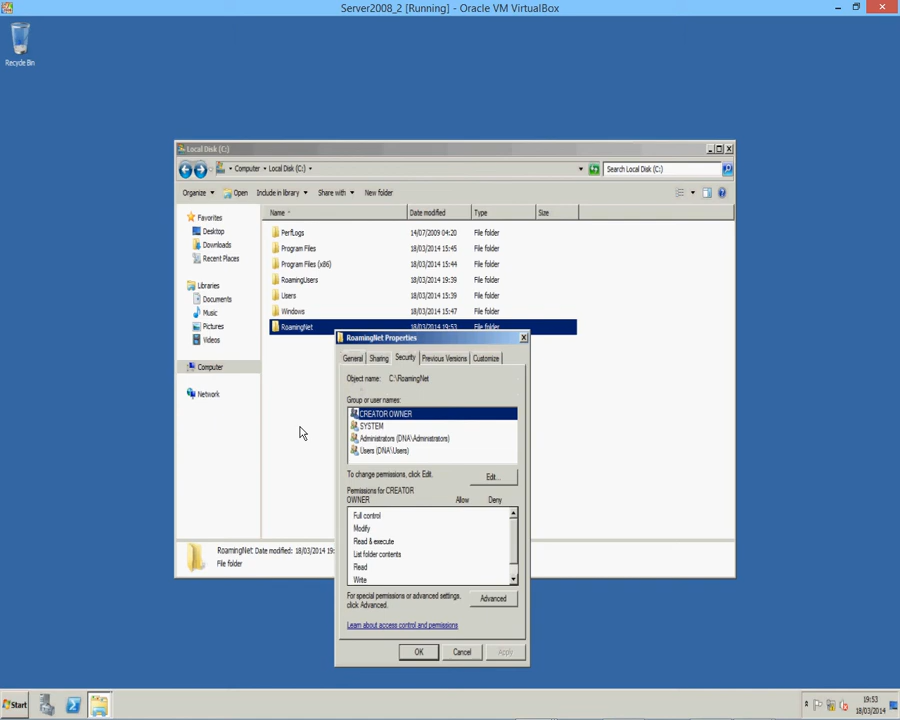 Server2008_2 [Running] - Oracle VM VirtualBox
Recycle Bin
Local Disk (C:)
Computer Local Disk (C:)
Search Local Disk (C:)
Organize Open Include in library Share with New folder
Name Date modified Type Size
Favorites
Desktop
Downloads
Recent Places
Libraries
Documents
Music
Pictures
Videos
Computer
Network
PerfLogs 14/07/2009 04:20 File folder
Program Files 18/03/2014 15:45 File folder
Program Files (x86) 18/03/2014 15:44 File folder
RoamingUsers 18/03/2014 19:39 File folder
Users 18/03/2014 15:39 File folder
Windows 18/03/2014 15:47 File folder
RoamingNet 18/03/2014 19:53 File folder
RoamingNet Properties
General Sharing Security Previous Versions Customize
Object name: C:\RoamingNet
Group or user names:
CREATOR OWNER
SYSTEM
Administrators (DNA\Administrators)
Users (DNA\Users)
To change permissions, click Edit.
Edit...
Permissions for CREATOR
OWNER Allow Deny
Full control
Modify
Read & execute
List folder contents
Read
Write
For special permissions or advanced settings,
click Advanced.
Advanced
Learn about access control and permissions
OK Cancel Apply
RoamingNet Date modified: 18/03/2014 19:
File folder
Start
19:53
18/03/2014